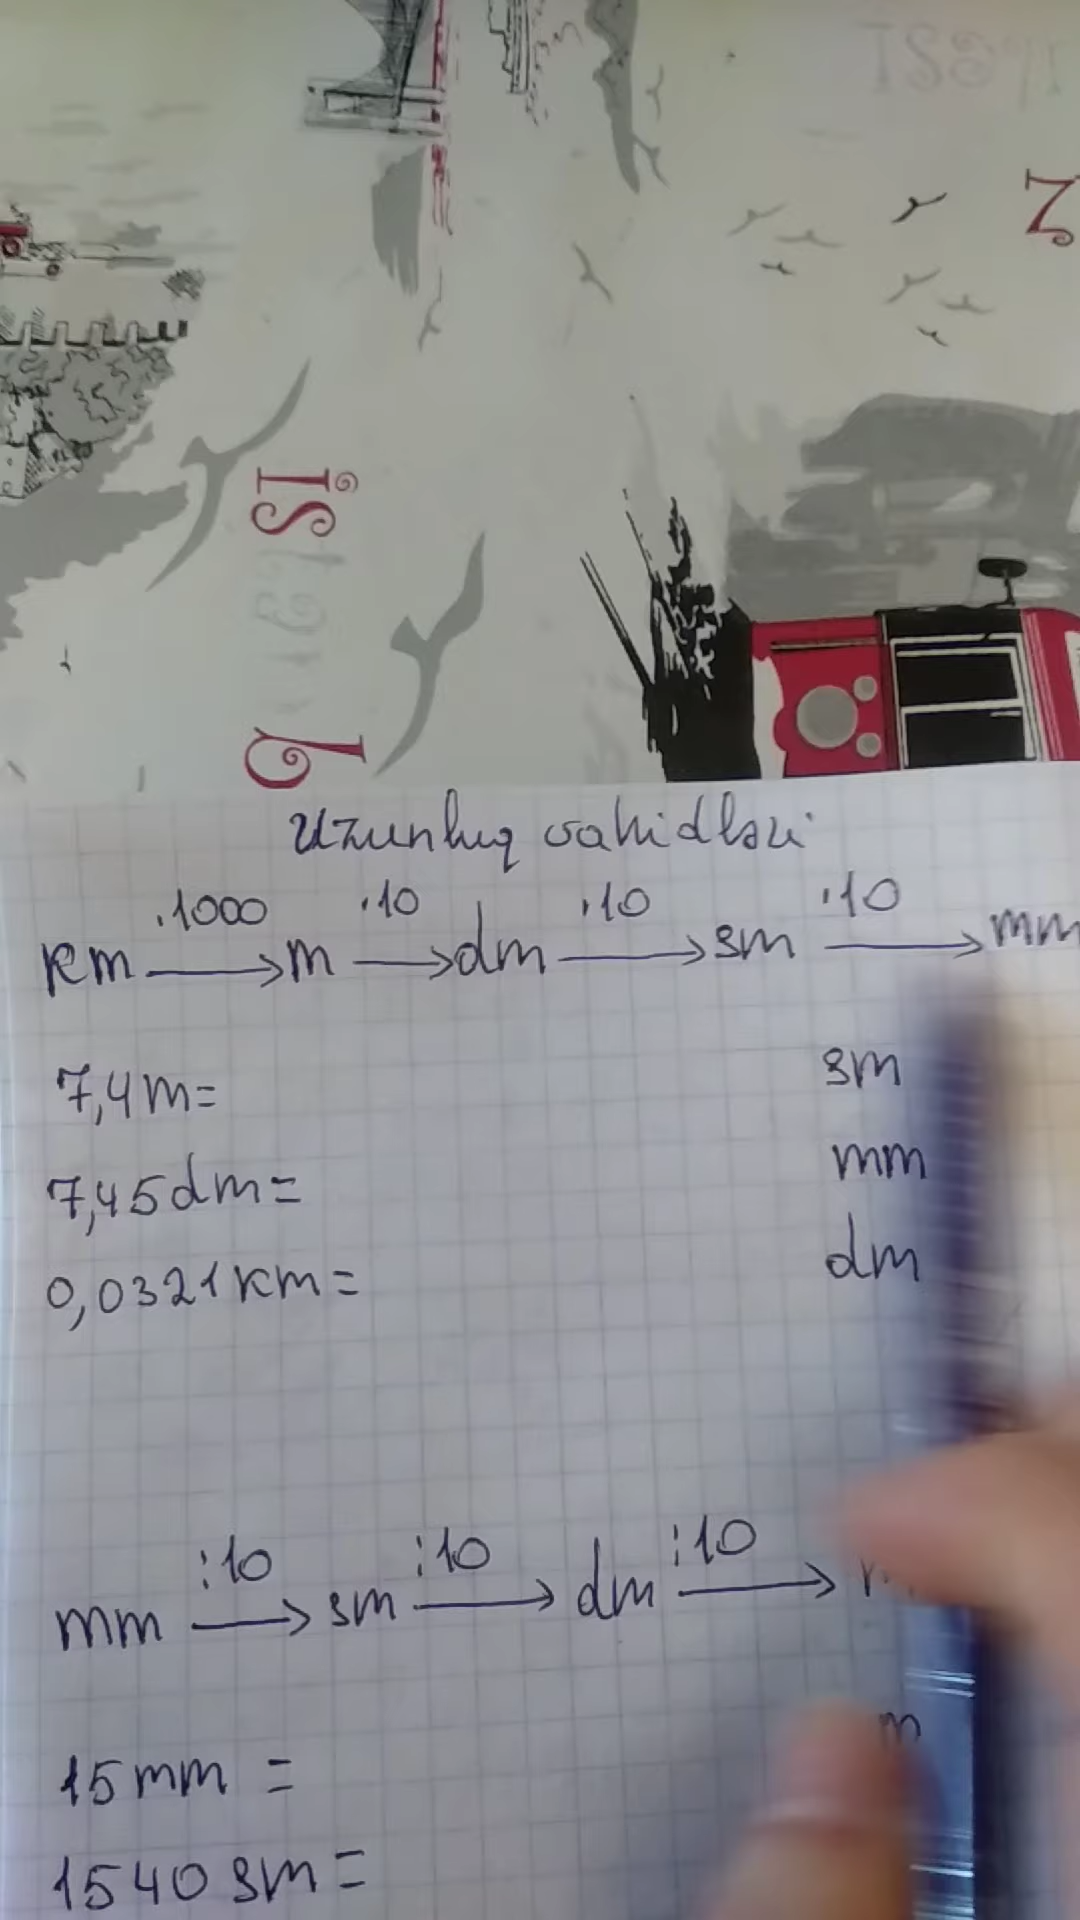 Uzunluq vahidləri
.1000 .10 .10 .10
km → m → dm → sm → mm
7,4 m = sm
7,45 dm = mm
0,0321 km = dm
:10 :10 :10
mm → sm → dm →
15 mm = m
1540 sm =